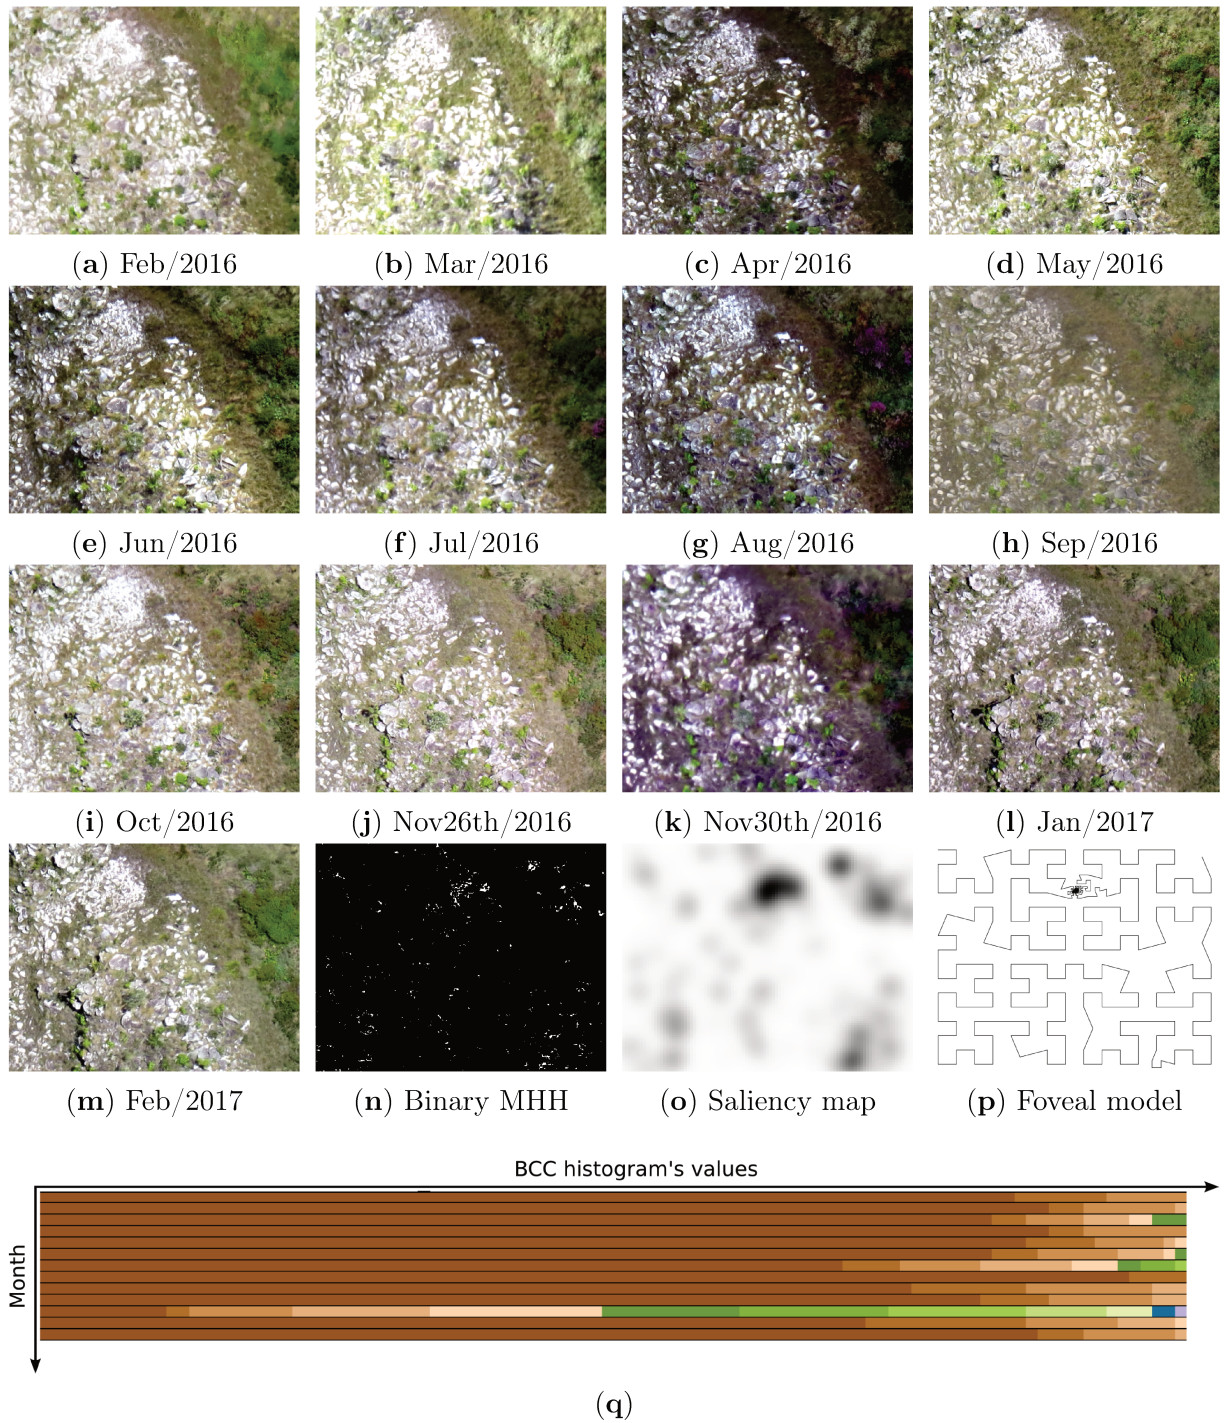 (a) Feb/2016
(b) Mar/2016
(c) Apr/2016
(d) May/2016
(e) Jun/2016
(f) Jul/2016
(g) Aug/2016
(h) Sep/2016
(i) Oct/2016
(j) Nov26th/2016
(k) Nov30th/2016
(l) Jan/2017
(m) Feb/2017
(n) Binary MHH
(o) Saliency map
(p) Foveal model
BCC histogram's values
Month
(q)